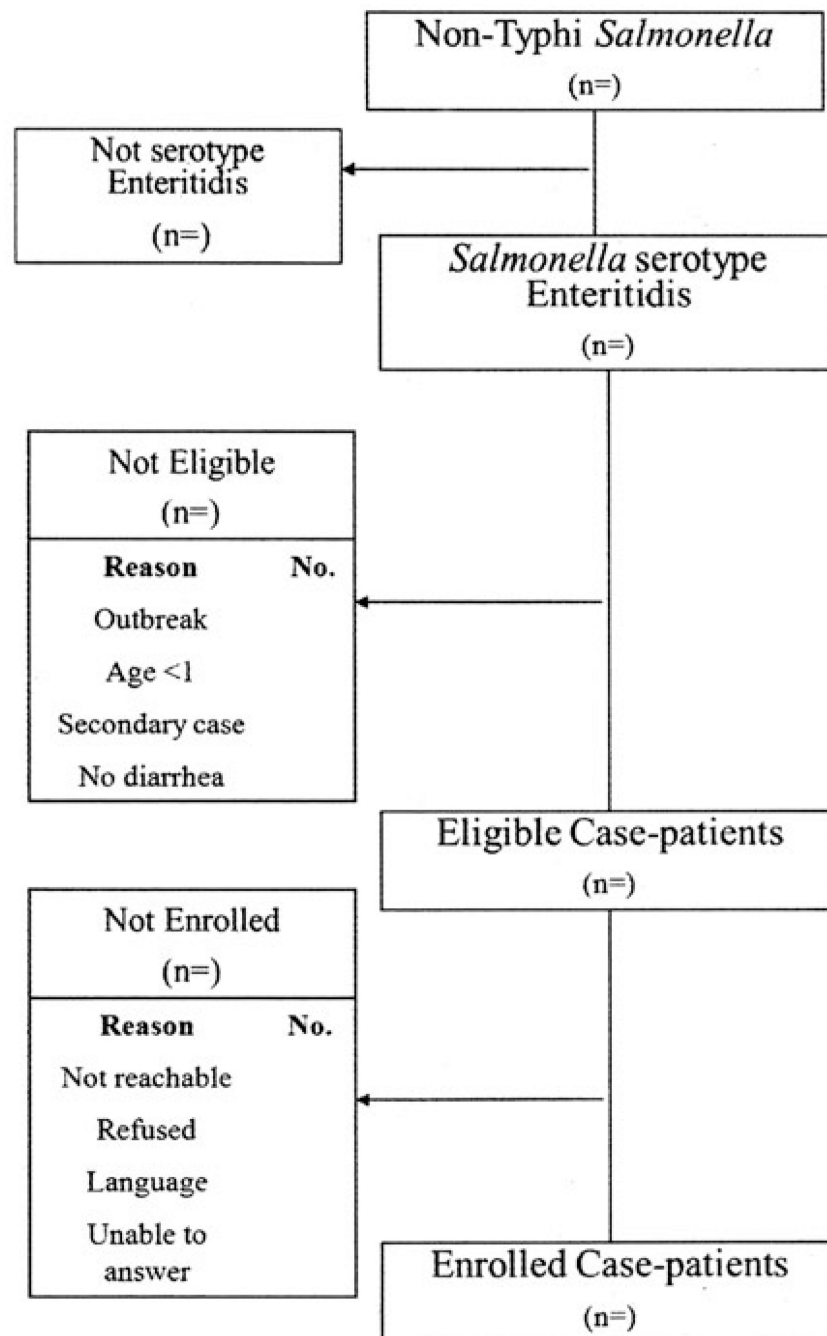 Non-Typhi Salmonella
(n=)
Not serotype
Enteritidis
(n=)
Salmonella serotype
Enteritidis
(n=)
Not Eligible
(n=)
Reason No.
Outbreak
Age <1
Secondary case
No diarrhea
Eligible Case-patients
(n=)
Not Enrolled
(n=)
Reason No.
Not reachable
Refused
Language
Unable to
answer
Enrolled Case-patients
(n=)